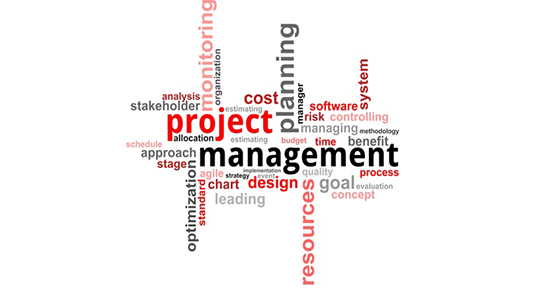 monitoring
organization
planning
system
analysis
stakeholder
cost
manager
estimating
software
project
risk
controlling
managing
methodology
allocation
estimating
budget
time
benefit
schedule
approach
management
stage
implementation
quality
process
agile
strategy
event
optimization
standard
chart
design
resources
goal
evaluation
leading
concept